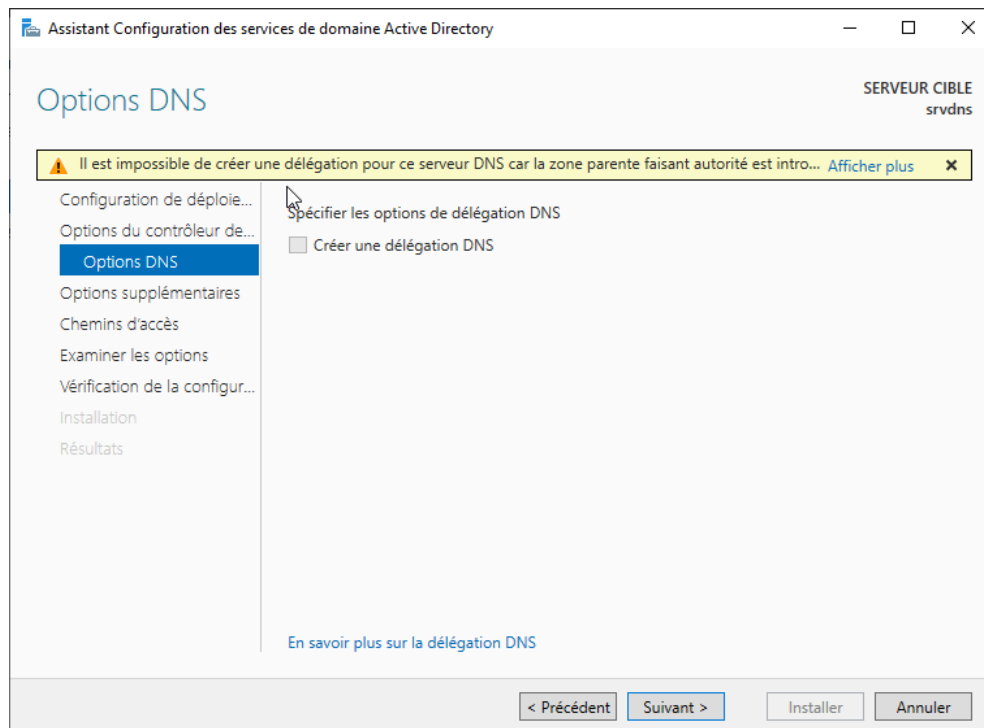 Assistant Configuration des services de domaine Active Directory
Options DNS
SERVEUR CIBLE
srvdns
Il est impossible de créer une délégation pour ce serveur DNS car la zone parente faisant autorité est intro... Afficher plus
Configuration de déploie...
Options du contrôleur de...
Options DNS
Options supplémentaires
Chemins d'accès
Examiner les options
Vérification de la configur...
Installation
Résultats
Spécifier les options de délégation DNS
Créer une délégation DNS
En savoir plus sur la délégation DNS
< Précédent Suivant > Installer Annuler